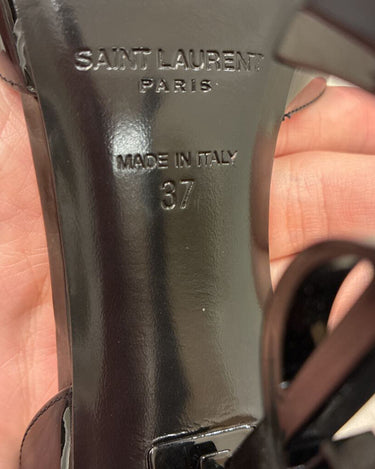 SAINT LAURENT
PARIS
MADE IN ITALY
37